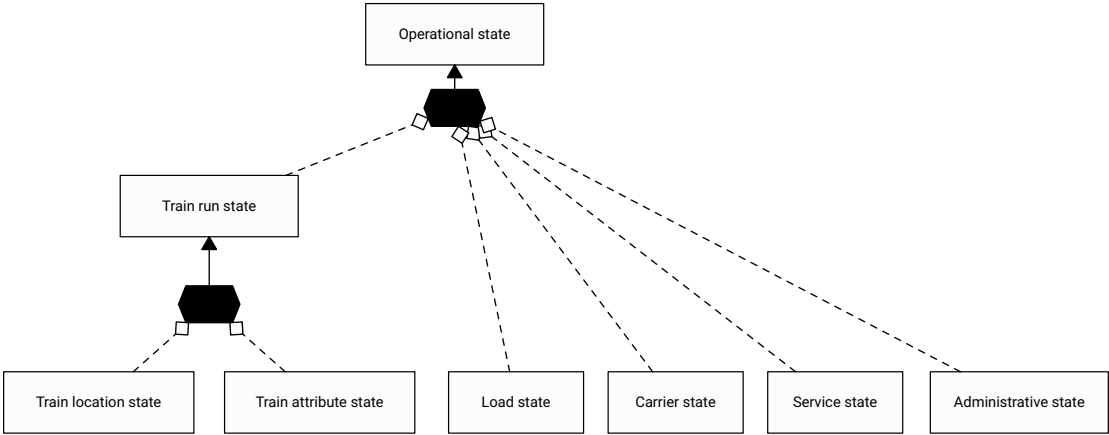 Operational state
Train run state
Train location state
Train attribute state
Load state
Carrier state
Service state
Administrative state